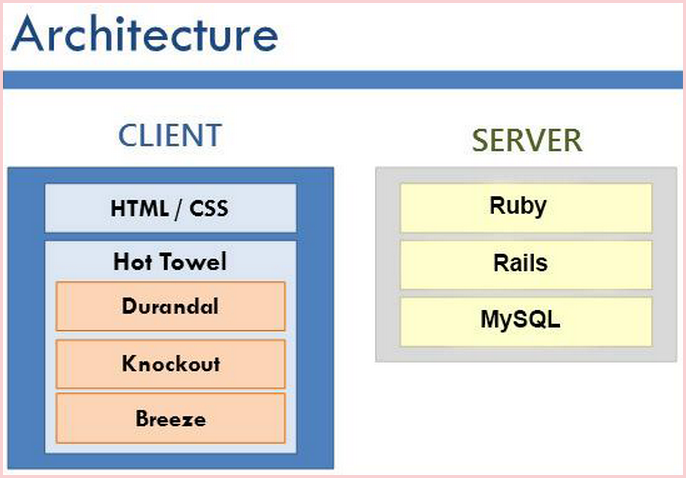 Architecture
CLIENT
HTML / CSS
Hot Towel
Durandal
Knockout
Breeze
SERVER
Ruby
Rails
MySQL